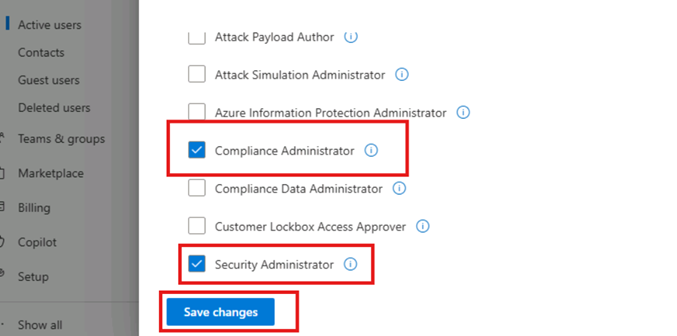 Active users
Contacts
Guest users
Deleted users
Teams & groups
Marketplace
Billing
Copilot
Setup
Show all
Attack Payload Author
Attack Simulation Administrator
Azure Information Protection Administrator
Compliance Administrator
Compliance Data Administrator
Customer Lockbox Access Approver
Security Administrator
Save changes